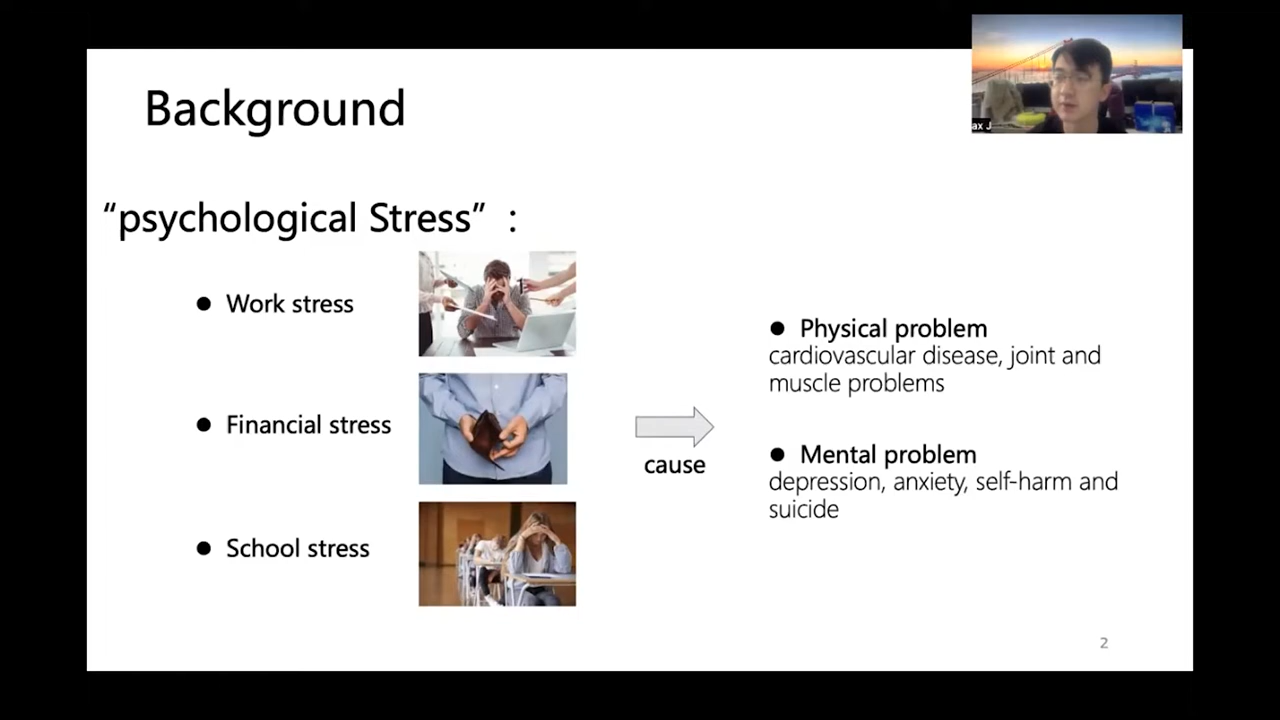 Background
“psychological Stress” :
● Work stress
● Financial stress
● School stress
cause
● Physical problem
cardiovascular disease, joint and
muscle problems
● Mental problem
depression, anxiety, self-harm and
suicide
ax J
2